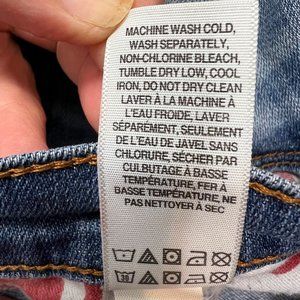 MACHINE WASH COLD,
WASH SEPARATELY,
NON-CHLORINE BLEACH,
TUMBLE DRY LOW, COOL
IRON, DO NOT DRY CLEAN
LAVER À LA MACHINE À
L'EAU FROIDE, LAVER
SÉPARÉMENT, SEULEMENT
DE L'EAU DE JAVEL SANS
CHLORURE, SÉCHER PAR
CULBUTAGE À BASSE
TEMPÉRATURE, FER À
BASSE TEMPÉRATURE, NE
PAS NETTOYER À SEC